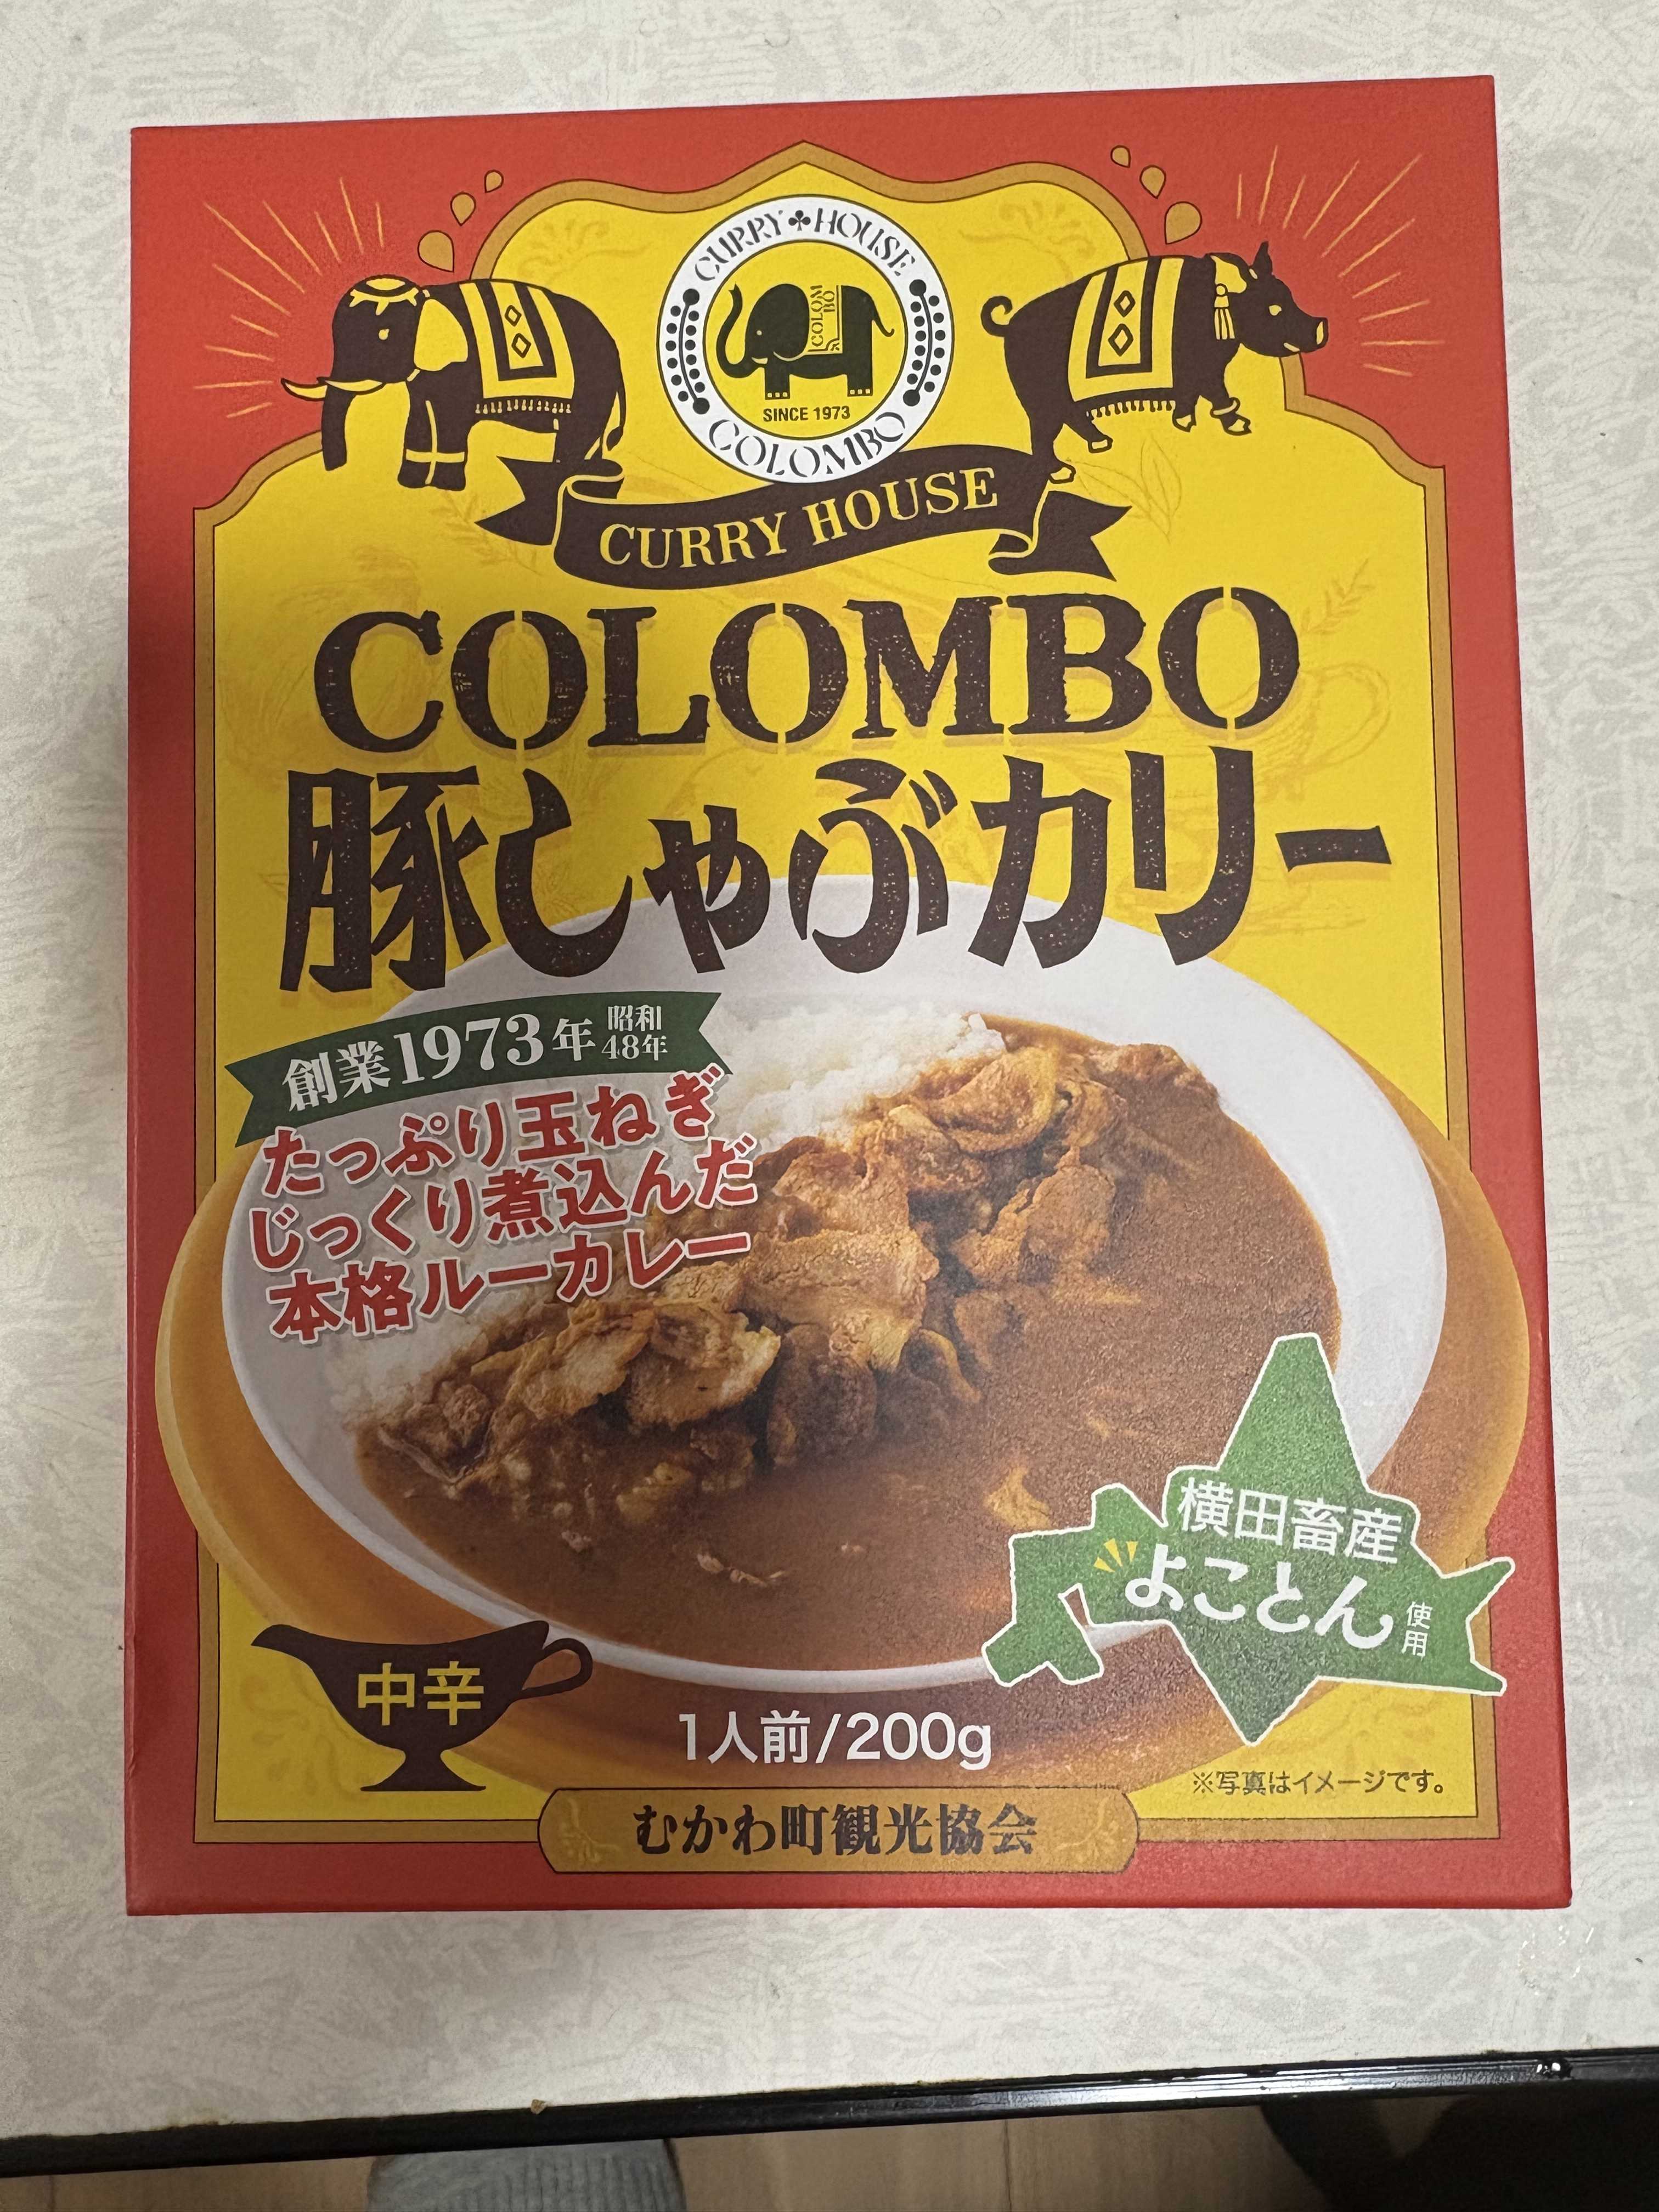 CURRY HOUSE
COLOMBO
SINCE 1973
COLOMBO
CURRY HOUSE
COLOMBO
豚しゃぶカリー
創業1973年 昭和48年
たっぷり玉ねぎ
じっくり煮込んだ
本格ルーカレー
横田畜産
よことん使用
中辛
1人前/200g
※写真はイメージです。
むかわ町観光協会